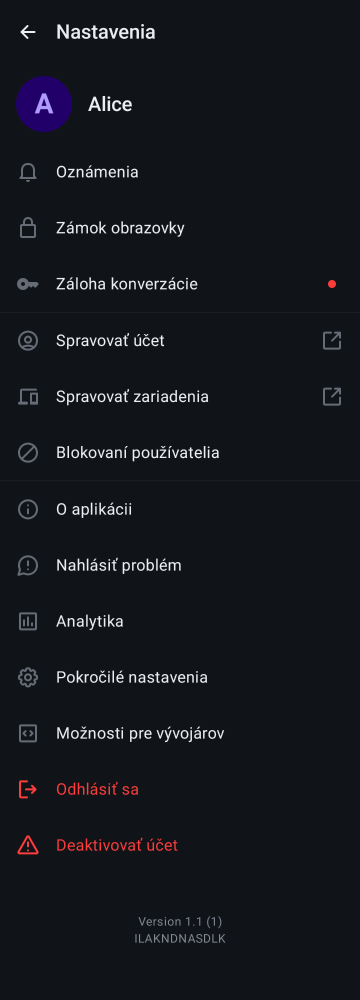 Nastavenia
A
Alice
Oznámenia
Zámok obrazovky
Záloha konverzácie
Spravovať účet
Spravovať zariadenia
Blokovaní používatelia
O aplikácii
Nahlásiť problém
Analytika
Pokročilé nastavenia
Možnosti pre vývojárov
Odhlásiť sa
Deaktivovať účet
Version 1.1 (1)
ILAKNDNASDLK